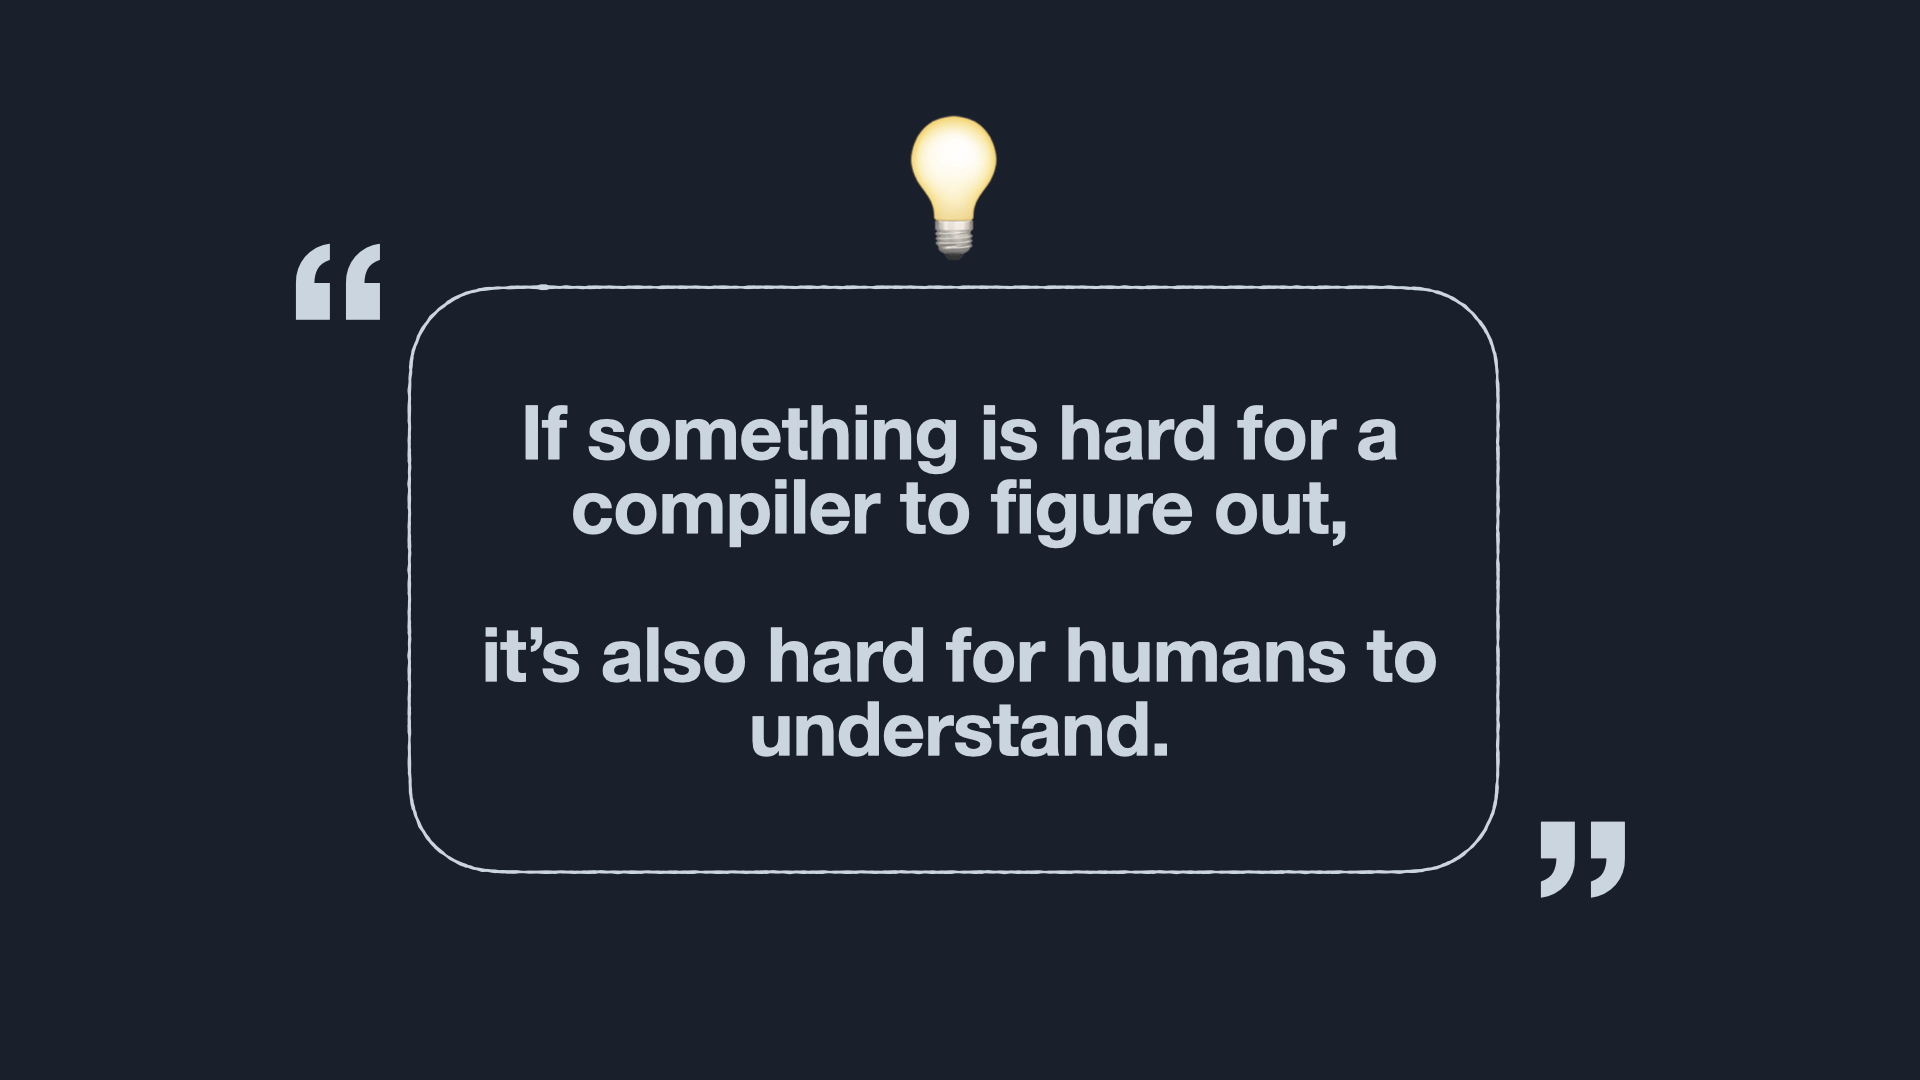 “
If something is hard for a
compiler to figure out,
it’s also hard for humans to
understand.
”